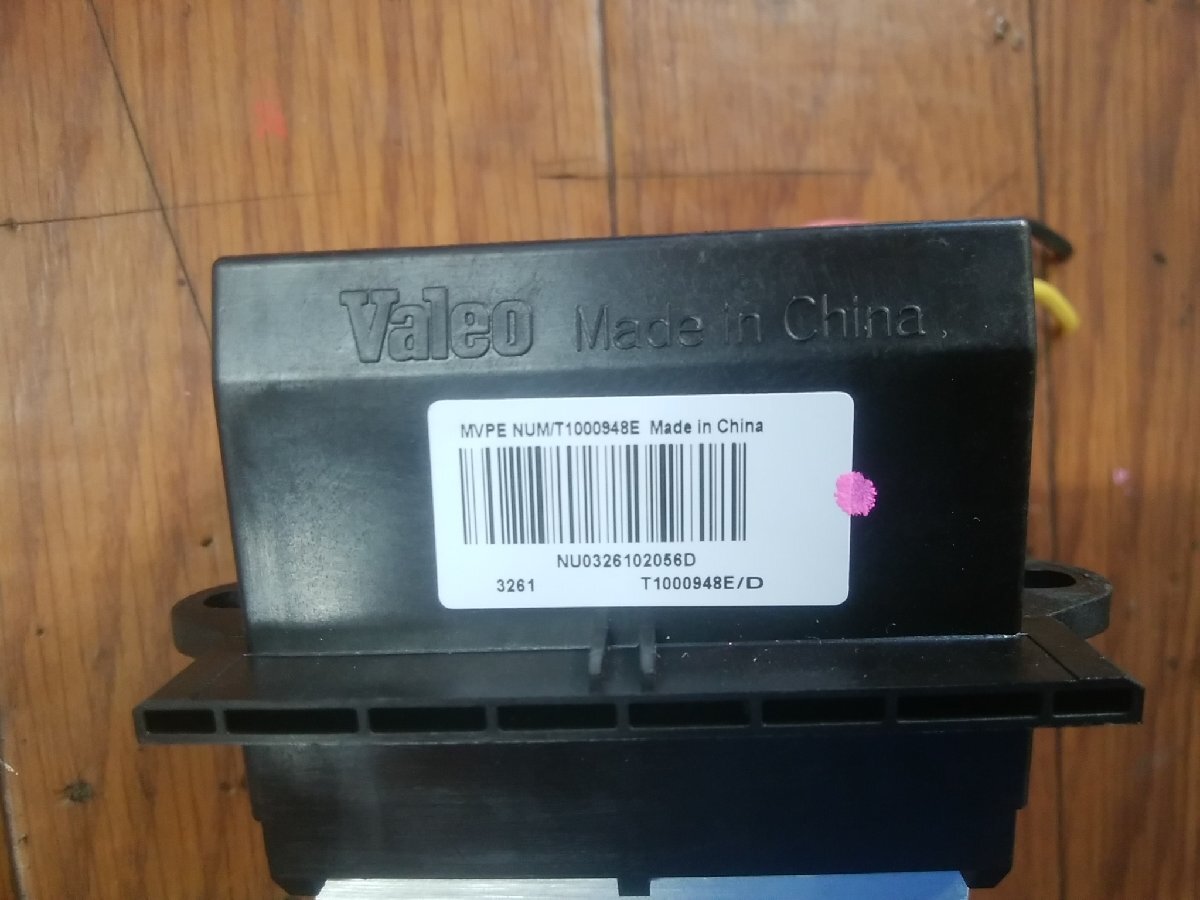 Valeo Made in China
MVPE NUM/T1000948E Made in China
NU0326102056D
3261 T1000948E/D